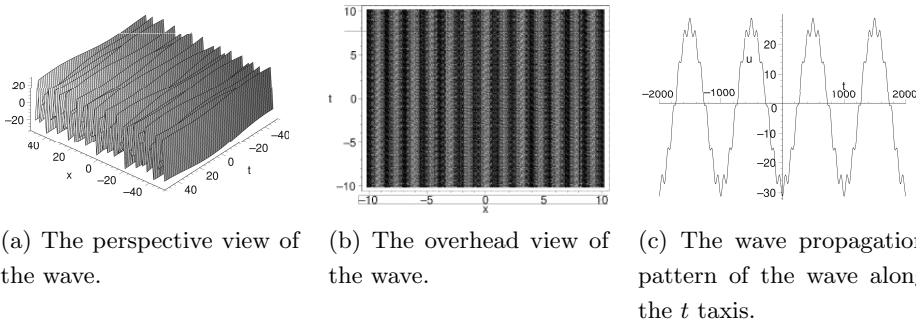 20
0
−20
40
20
0
−20
−40
x
40
20
0
−20
−40
t
10
5
t
0
−5
−10
−10
−5
0
5
10
x
20
u
10
t
−2000
−1000
1000
2000
0
−10
−20
−30
(a) The perspective view of
the wave.
(b) The overhead view of
the wave.
(c) The wave propagation
pattern of the wave along
the t taxis.